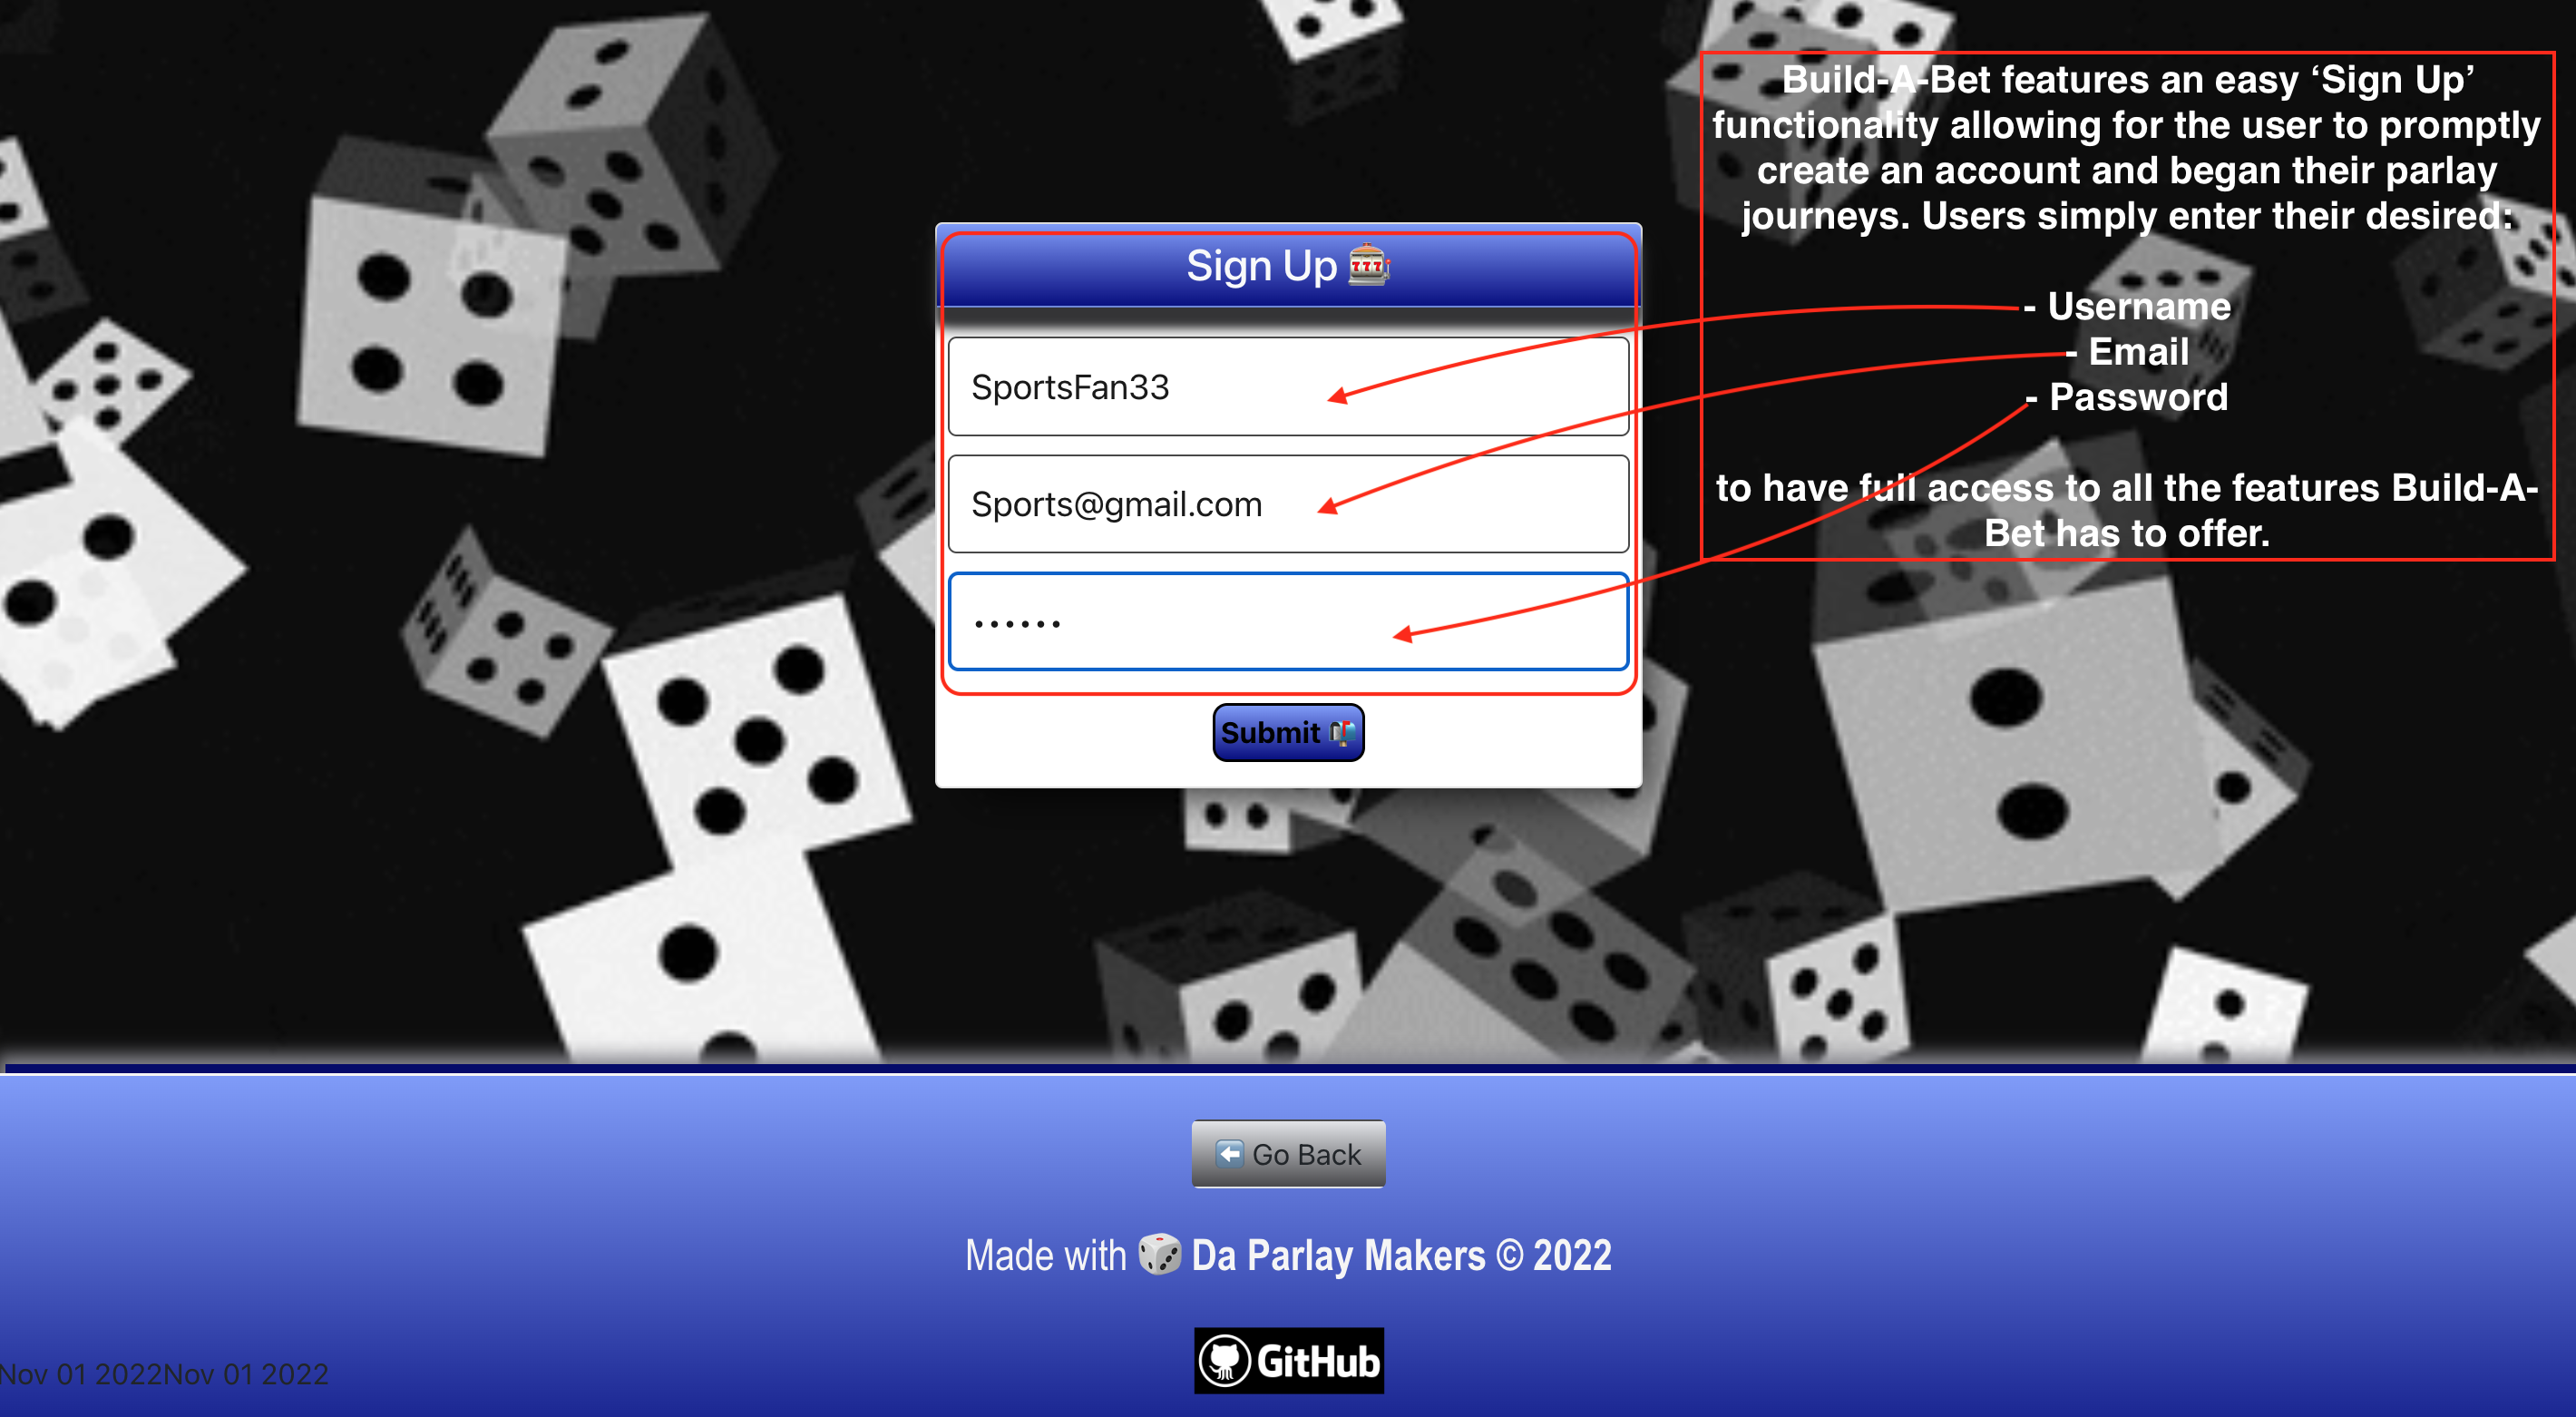 Build-A-Bet features an easy ‘Sign Up’
functionality allowing for the user to promptly
create an account and began their parlay
journeys. Users simply enter their desired:
- Username
- Email
- Password
to have full access to all the features Build-A-
Bet has to offer.
Sign Up 🎰
777
SportsFan33
Sports@gmail.com
••••••
Submit 📬
⬅️ Go Back
Made with 🎲 Da Parlay Makers © 2022
GitHub
Nov 01 2022Nov 01 2022